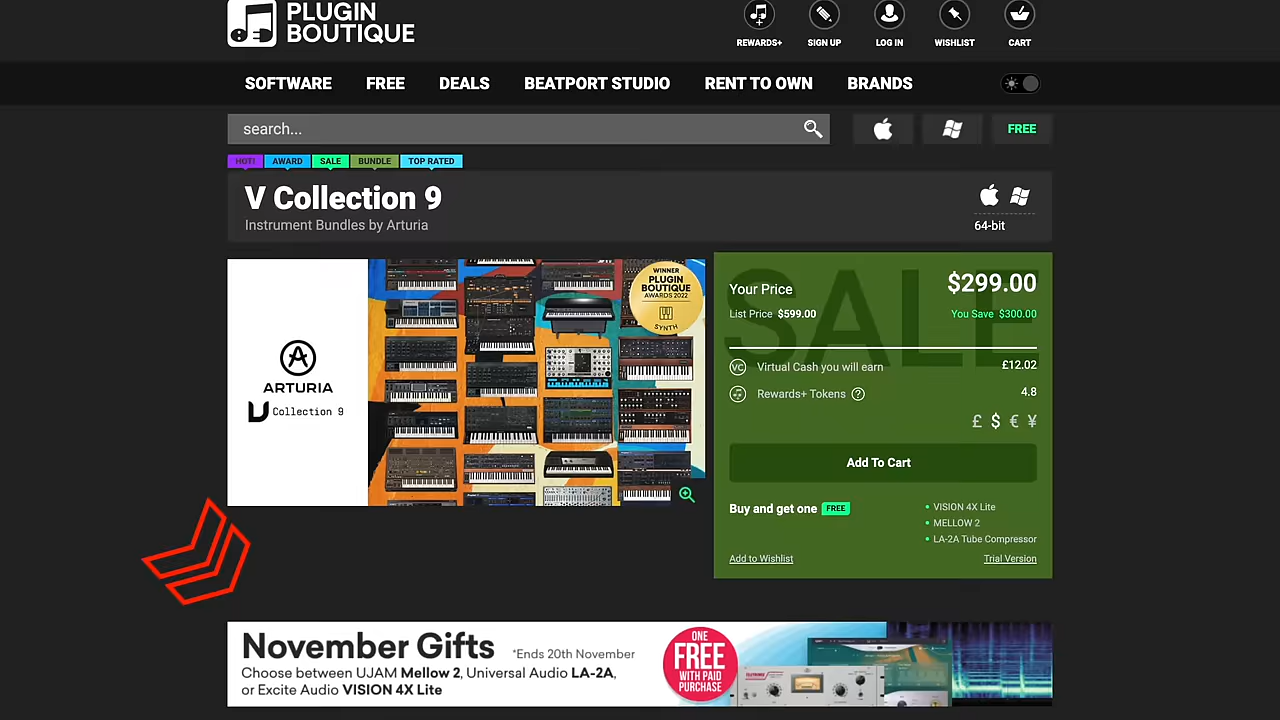 PLUGIN
BOUTIQUE
REWARDS+
SIGN UP
LOG IN
WISHLIST
CART
SOFTWARE
FREE
DEALS
BEATPORT STUDIO
RENT TO OWN
BRANDS
search...
FREE
HOT!
AWARD
SALE
BUNDLE
TOP RATED
V Collection 9
Instrument Bundles by Arturia
64-bit
ARTURIA
V Collection 9
WINNER
PLUGIN
BOUTIQUE
AWARDS 2022
SYNTH
SALE
Your Price
$299.00
List Price $599.00
You Save $300.00
VC Virtual Cash you will earn
£12.02
Rewards+ Tokens ?
4.8
£ $ € ¥
Add To Cart
Buy and get one FREE
• VISION 4X Lite
• MELLOW 2
• LA-2A Tube Compressor
Add to Wishlist
Trial Version
November Gifts *Ends 20th November
Choose between UJAM Mellow 2, Universal Audio LA-2A,
or Excite Audio VISION 4X Lite
ONE
FREE
WITH PAID
PURCHASE